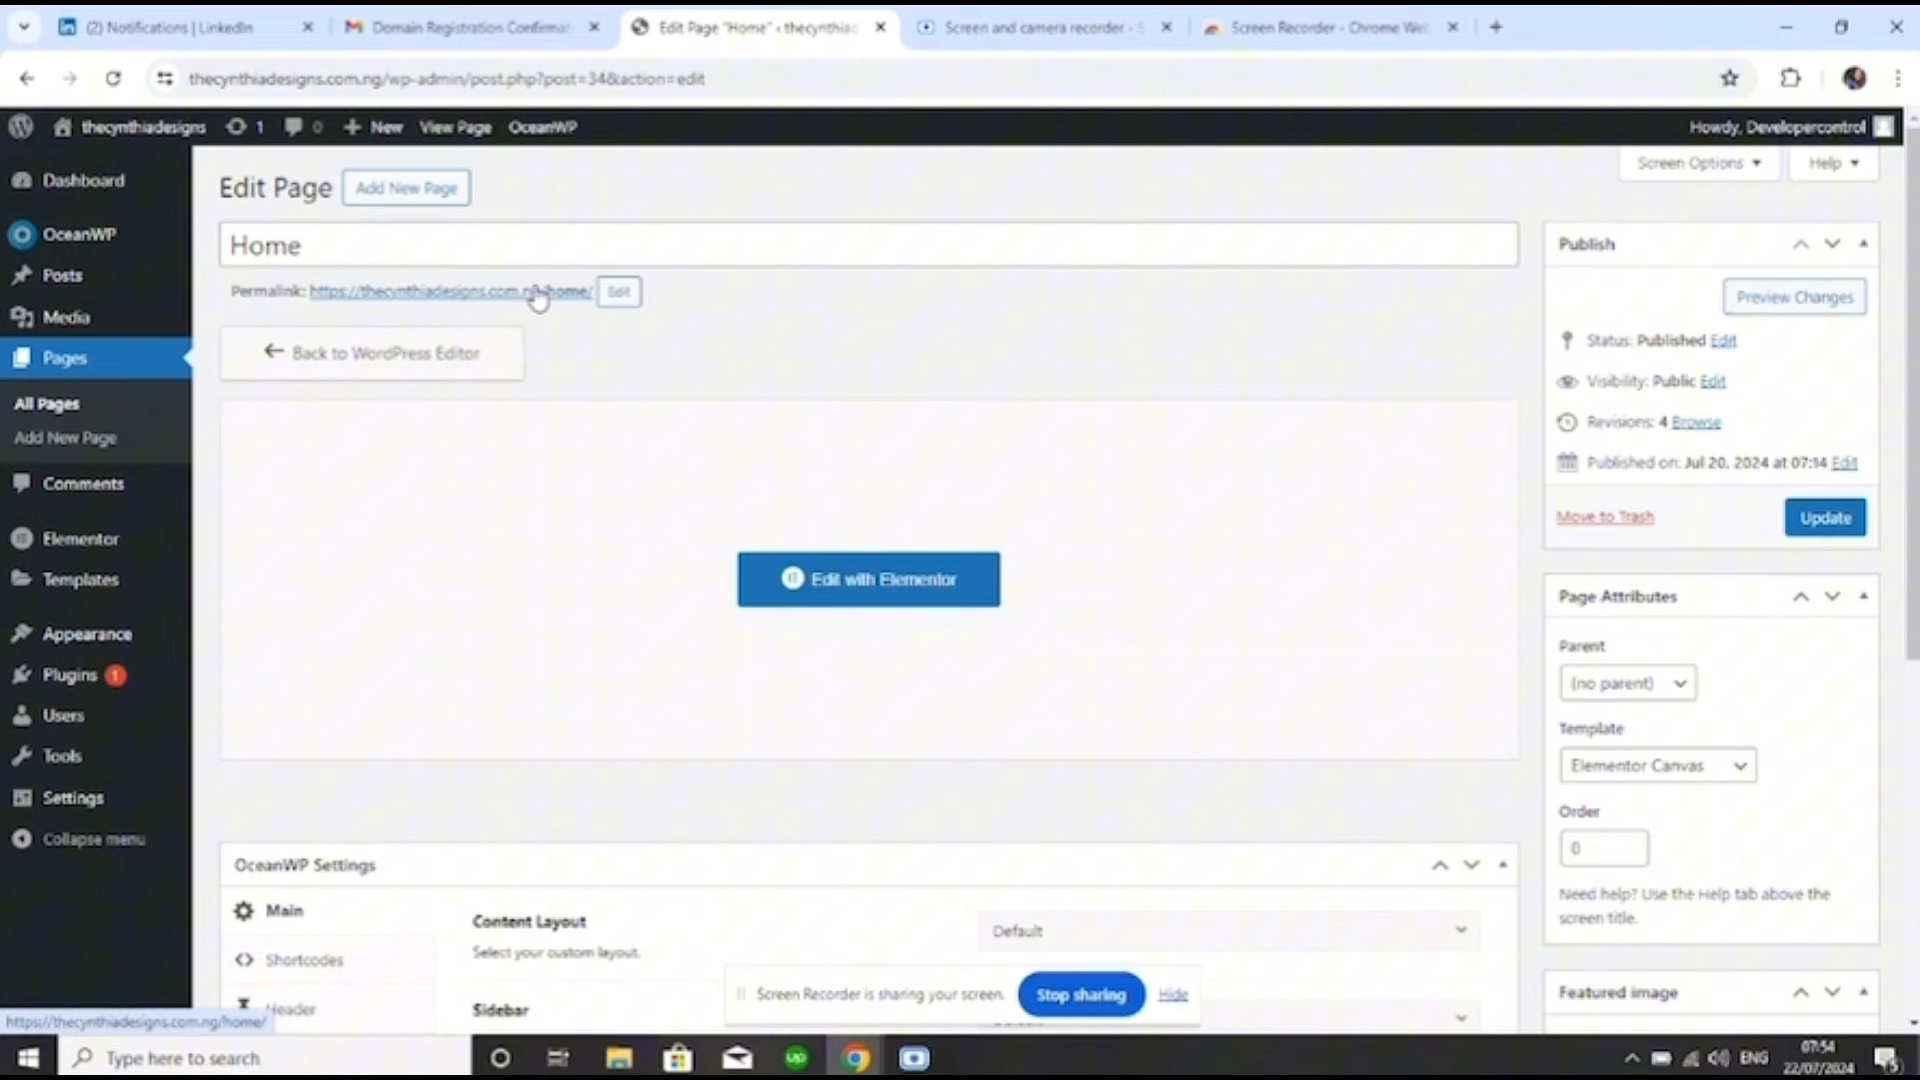 (2) Notifications | LinkedIn
Domain Registration Confirmat
Edit Page "Home" ‹ thecynthiad
Screen and camera recorder - S
Screen Recorder - Chrome Web
thecynthiadesigns.com.ng/wp-admin/post.php?post=34&action=edit
thecynthiadesigns 1 0 New View Page OceanWP
Howdy, Developercontrol
Screen Options
Help
Dashboard
OceanWP
Posts
Media
Pages
All Pages
Add New Page
Comments
Elementor
Templates
Appearance
Plugins 1
Users
Tools
Settings
Collapse menu
Edit Page
Add New Page
Home
Permalink: https://thecynthiadesigns.com.ng/home/ Edit
Back to WordPress Editor
Edit with Elementor
OceanWP Settings
Main
Shortcodes
Header
Content Layout
Select your custom layout.
Default
Sidebar
Publish
Preview Changes
Status: Published Edit
Visibility: Public Edit
Revisions: 4 Browse
Published on: Jul 20, 2024 at 07:14 Edit
Move to Trash
Update
Page Attributes
Parent
(no parent)
Template
Elementor Canvas
Order
0
Need help? Use the Help tab above the
screen title.
Featured image
Screen Recorder is sharing your screen.
Stop sharing
Hide
https://thecynthiadesigns.com.ng/home/
Type here to search
up
ENG
07:54
22/07/2024
5